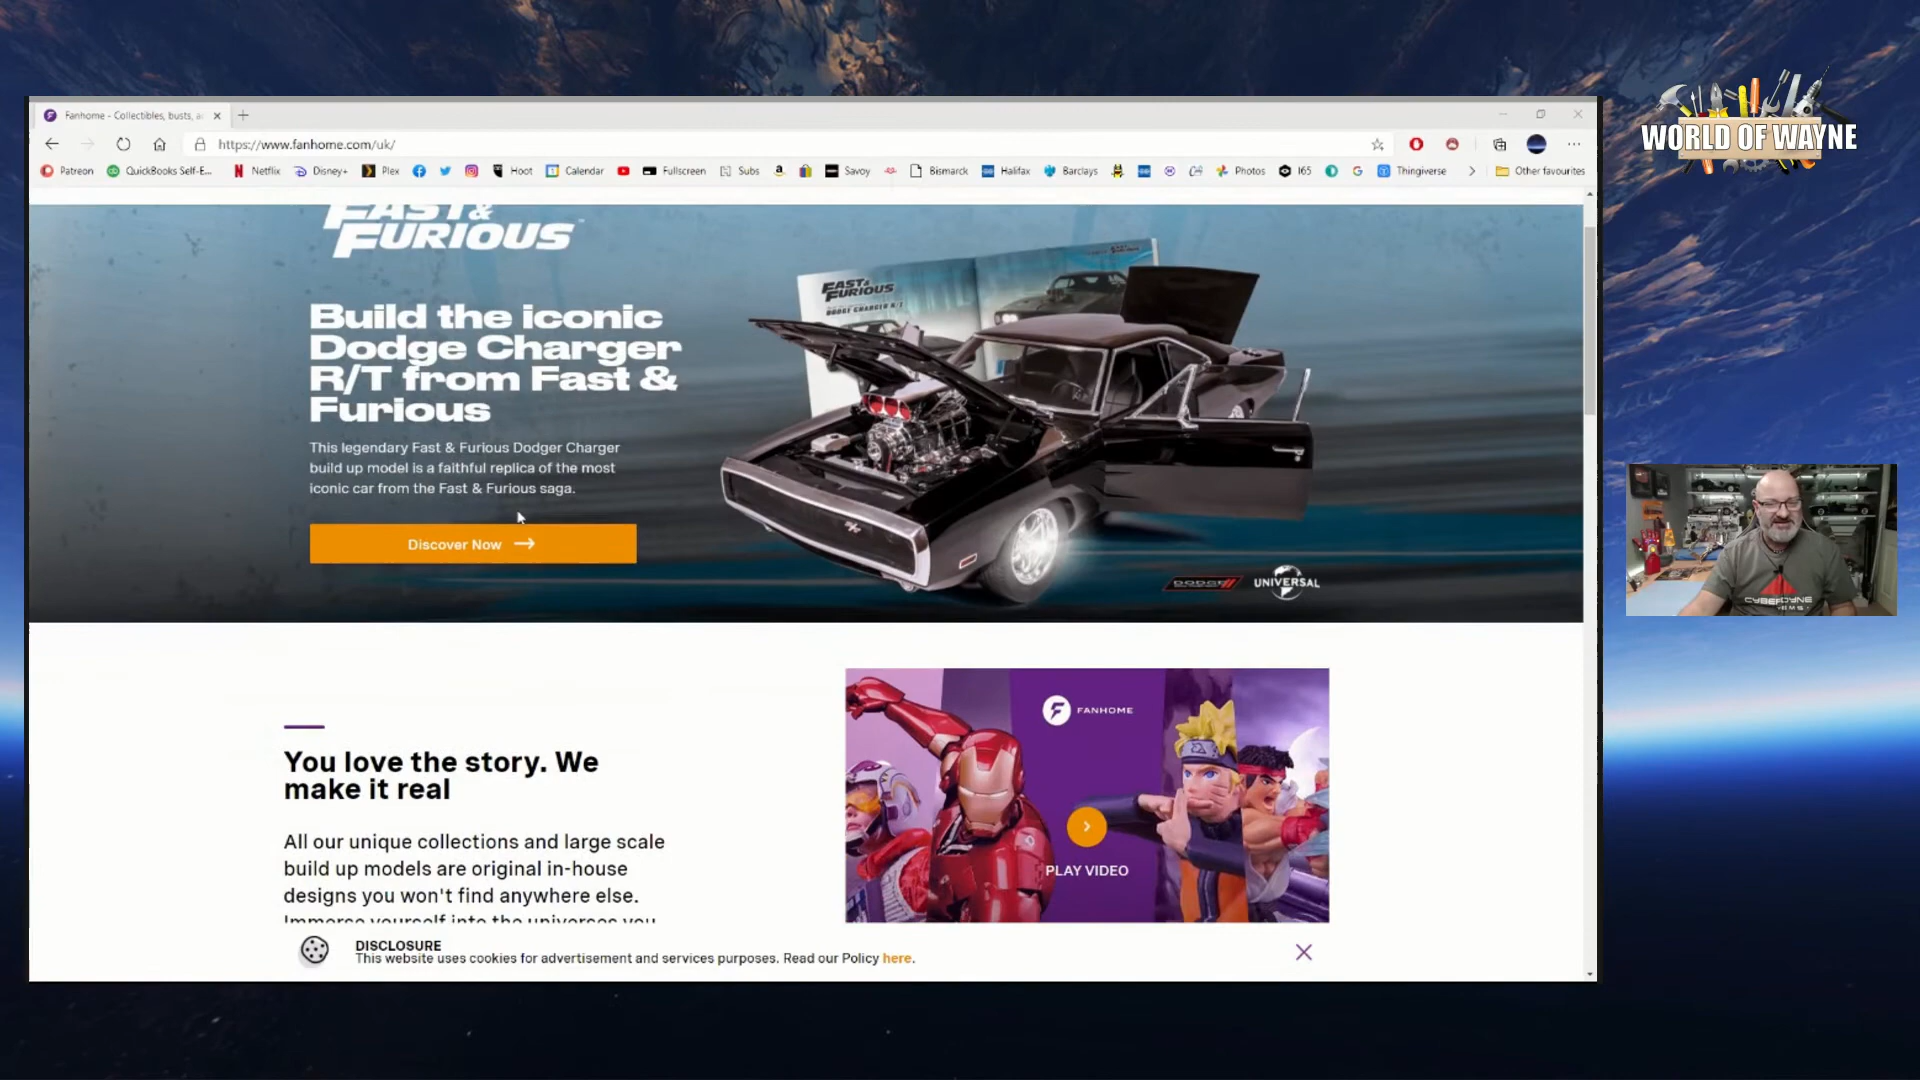 WORLD OF WAYNE
Fanhome - Collectibles, busts, a
https://www.fanhome.com/uk/
Patreon
QuickBooks Self-E...
Netflix
Disney+
Plex
Hoot
Calendar
Fullscreen
Subs
Savoy
Bismarck
Halifax
Barclays
Photos
I65
Thingiverse
Other favourites
FAST &
FURIOUS
Build the iconic
Dodge Charger
R/T from Fast &
Furious
This legendary Fast & Furious Dodger Charger
build up model is a faithful replica of the most
iconic car from the Fast & Furious saga.
Discover Now
FAST &
FURIOUS
DODGE CHARGER R/T
DODGE
UNIVERSAL
You love the story. We
make it real
All our unique collections and large scale
build up models are original in-house
designs you won't find anywhere else.
Immerse yourself into the universes you
FANHOME
PLAY VIDEO
DISCLOSURE
This website uses cookies for advertisement and services purposes. Read our Policy here.
CYBERDYNE